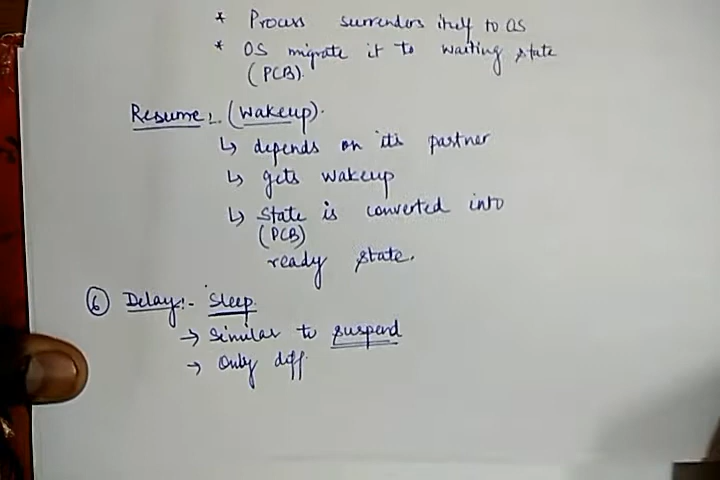 * Process surrenders itself to OS
* OS migrate it to waiting state
(PCB).
Resume:- (Wakeup).
↳ depends on its partner
↳ gets wakeup
↳ State is converted into
(PCB)
ready state.
⑥ Delay:- Sleep.
→ Similar to suspend
→ Only diff.